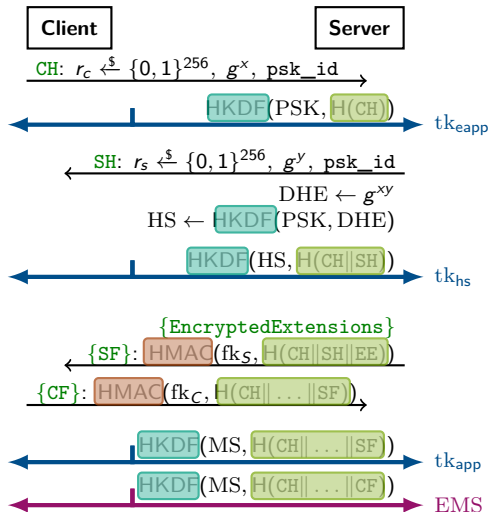 Client Server
CH: r_c ←$ {0, 1}^256, g^x, psk_id
HKDF(PSK, H(CH)) tk_eapp
SH: r_s ←$ {0, 1}^256, g^y, psk_id
DHE ← g^xy
HS ← HKDF(PSK, DHE)
HKDF(HS, H(CH‖SH)) tk_hs
{EncryptedExtensions}
{SF}: HMAC(fk_S, H(CH‖SH‖EE))
{CF}: HMAC(fk_C, H(CH‖...‖SF))
HKDF(MS, H(CH‖...‖SF)) tk_app
HKDF(MS, H(CH‖...‖CF)) EMS